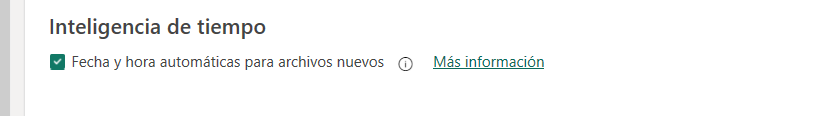 Inteligencia de tiempo
Fecha y hora automáticas para archivos nuevos Más información